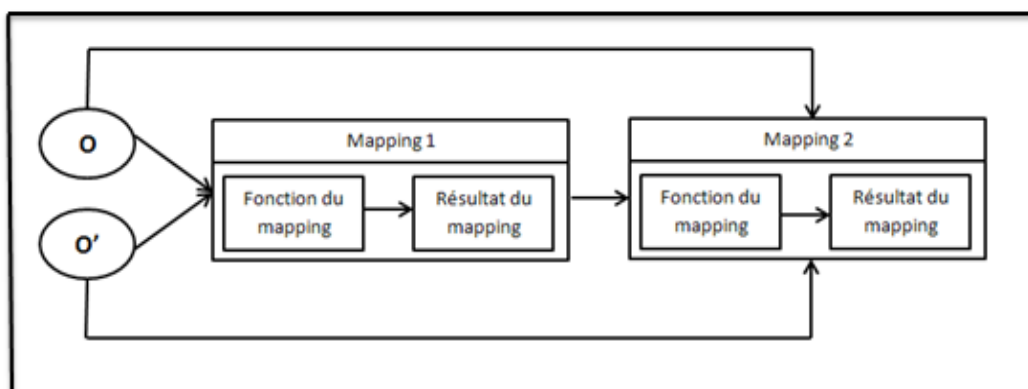 O
O'
Mapping 1
Fonction du
mapping
Résultat du
mapping
Mapping 2
Fonction du
mapping
Résultat du
mapping